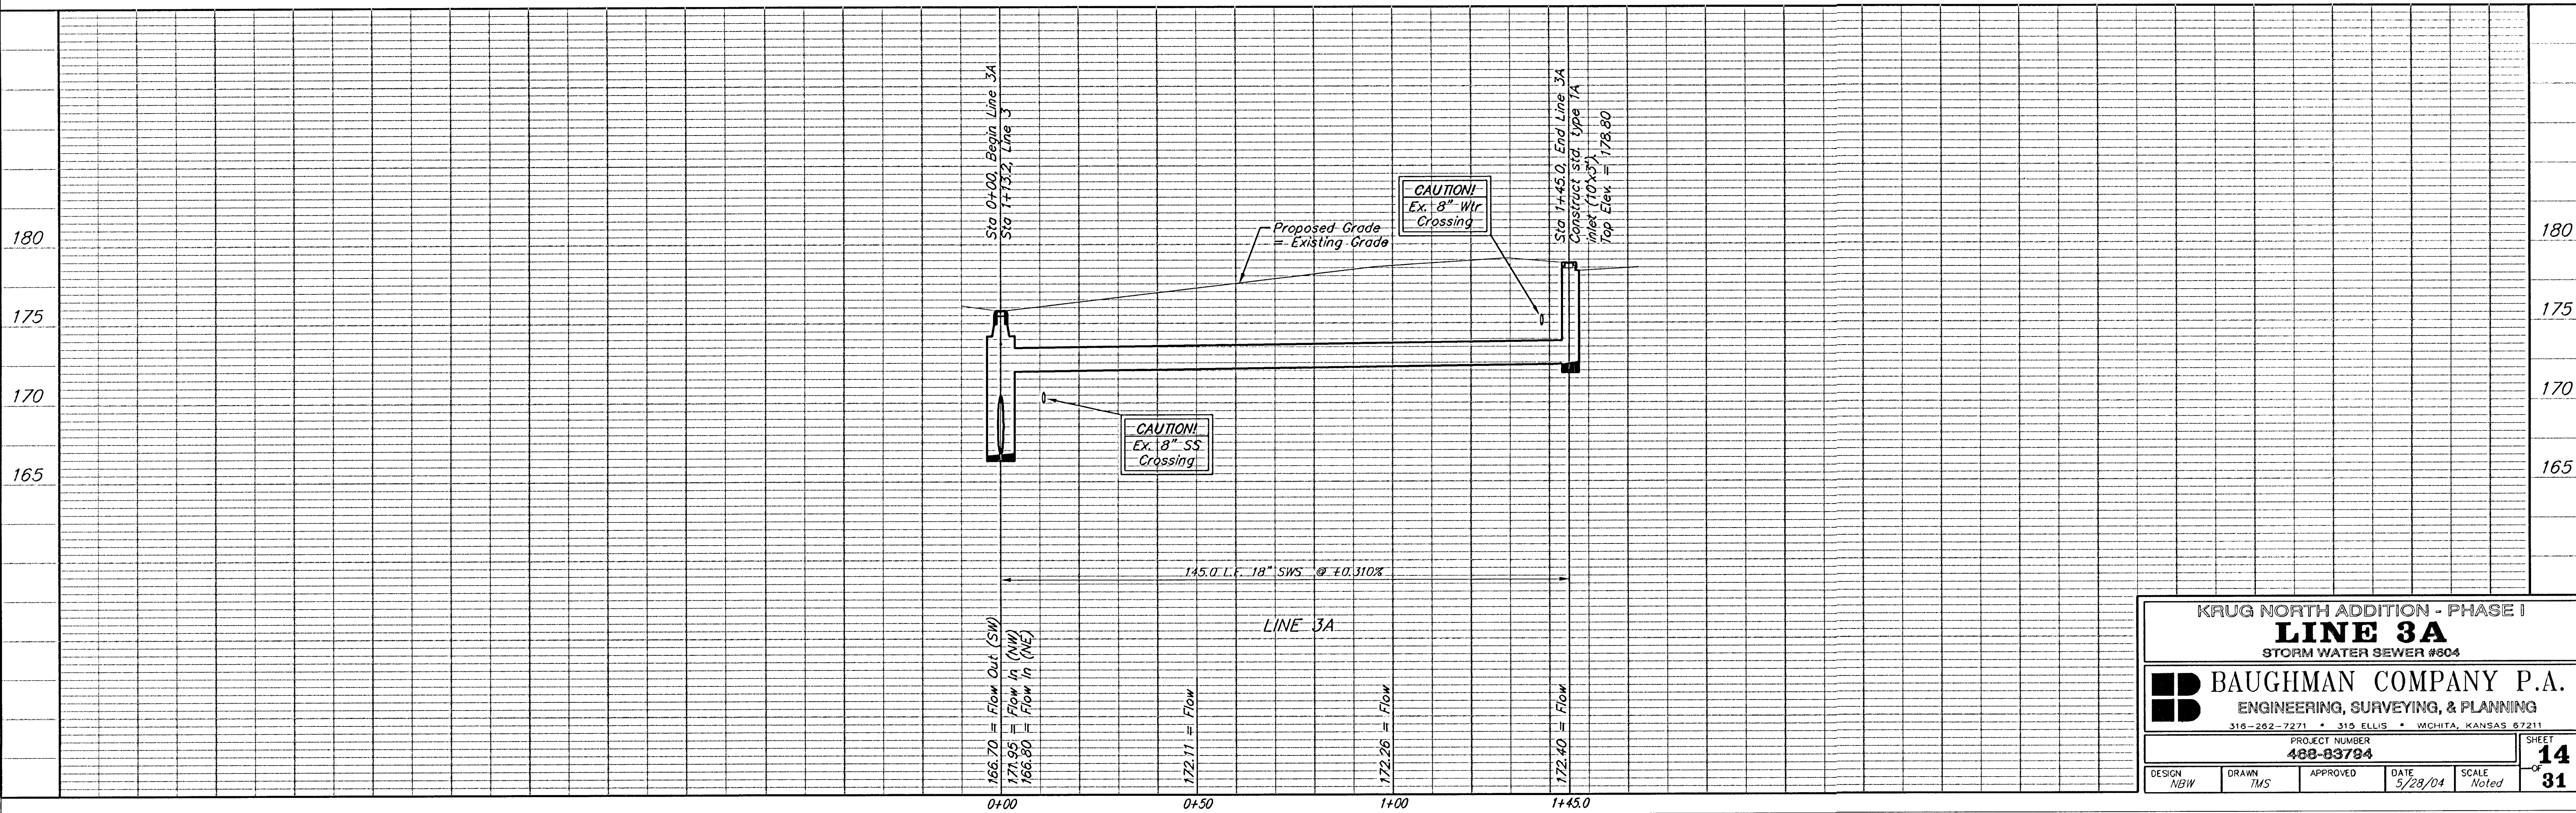 180
175
170
165
Sta 0+00, Begin Line 3A
Sta 1+13.2, Line 3
Proposed Grade
= Existing Grade
CAUTION!
Ex. 8" Wtr
Crossing
Sta 1+45.0, End Line 3A
Construct std. type 1A
inlet (10'x3'),
Top Elev. = 178.80
CAUTION!
Ex. 8" SS
Crossing
180
175
170
165
145.0 L.F. 18" SWS @ +0.310%
LINE 3A
166.70 = Flow Out (SW)
171.95 = Flow In (NW)
166.80 = Flow In (NE)
172.11 = Flow
172.26 = Flow
172.40 = Flow
0+00
0+50
1+00
1+45.0
KRUG NORTH ADDITION - PHASE I
LINE 3A
STORM WATER SEWER #604
BAUGHMAN COMPANY P.A.
ENGINEERING, SURVEYING, & PLANNING
316-262-7271 * 315 ELLIS * WICHITA, KANSAS 67211
PROJECT NUMBER
468-83794
SHEET
14
OF
31
DESIGN
NBW
DRAWN
TMS
APPROVED
DATE
5/28/04
SCALE
Noted